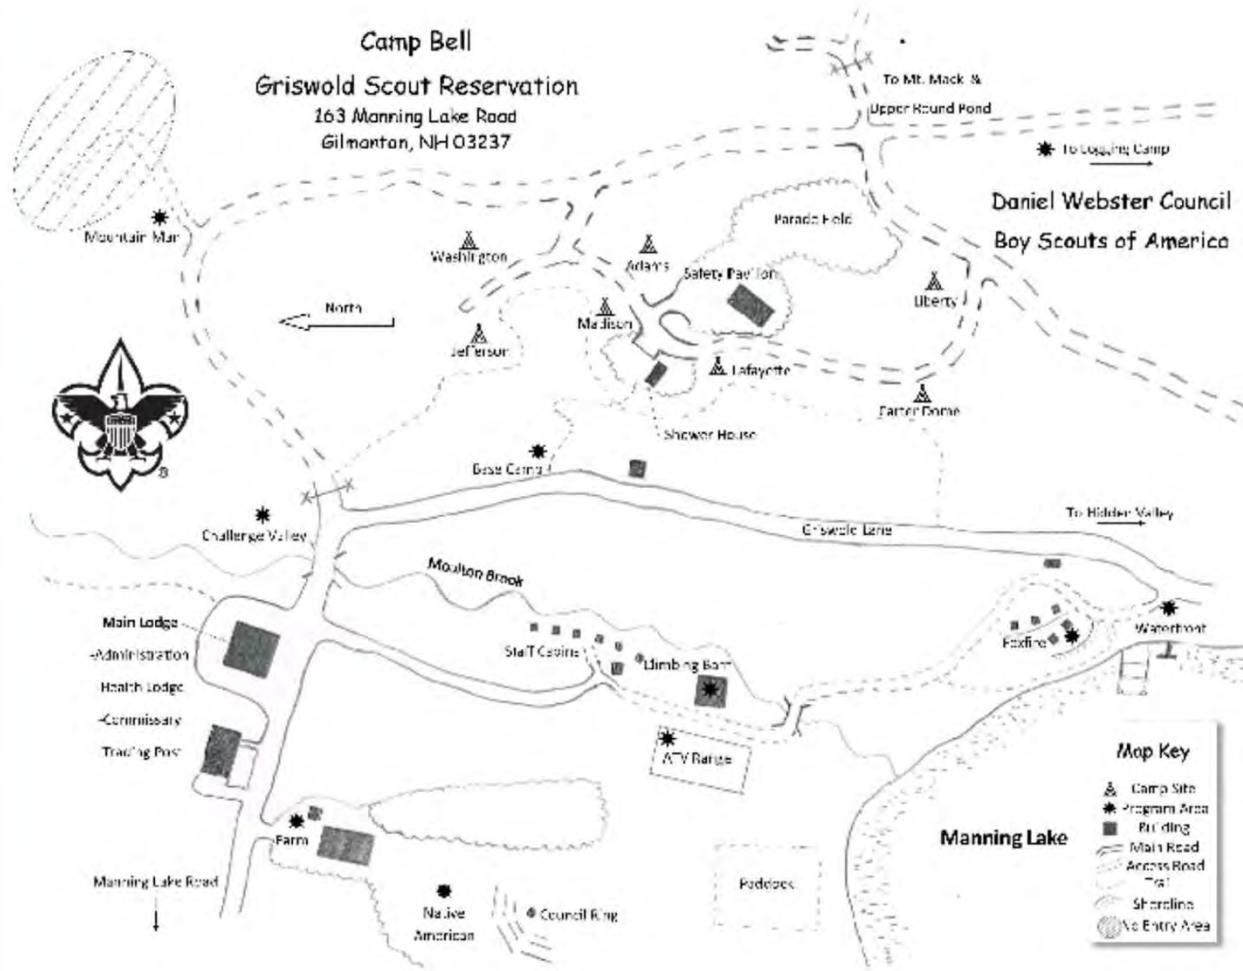 Camp Bell
Griswold Scout Reservation
163 Manning Lake Road
Gilmanton, NH 03237
To Mt. Mack &
Upper Round Pond
To Logging Camp
Daniel Webster Council
Boy Scouts of America
Parade Field
Mountain Man
Washington
Adams
Safety Pavilion
Liberty
North
Madison
Jefferson
Lafayette
Carter Dome
Shower House
Base Camp
®
Challenge Valley
Griswold Lane
To Hidden Valley
Moulton Brook
Main Lodge
-Administration
Health Lodge
-Commissary
Trading Post
Staff Cabins
Climbing Barn
Foxfire
Waterfront
ATV Range
Farm
Manning Lake Road
Native
American
Council Ring
Paddock
Manning Lake
Map Key
Camp Site
Program Area
Building
Main Road
Access Road
Trail
Shoreline
No Entry Area